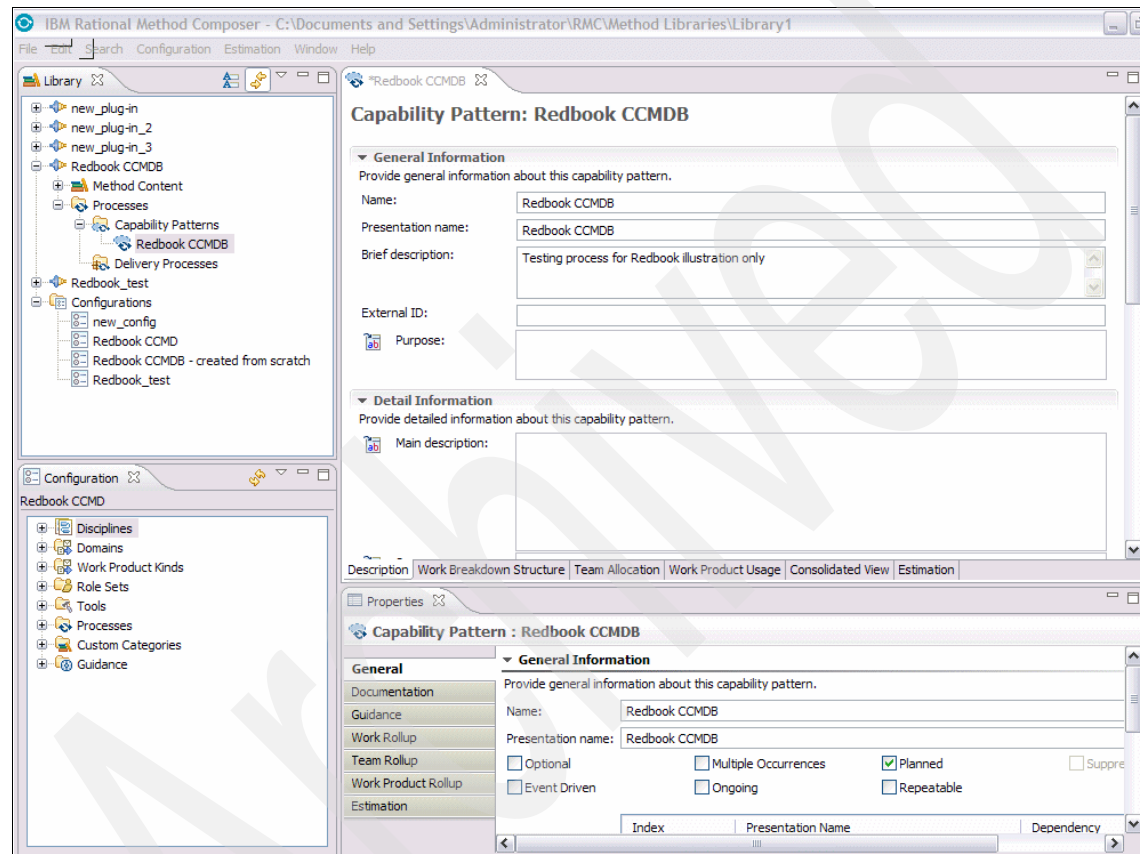 IBM Rational Method Composer - C:\Documents and Settings\Administrator\RMC\Method Libraries\Library1
File Edit Search Configuration Estimation Window Help
Library
new_plug-in
new_plug-in_2
new_plug-in_3
Redbook CCMDB
Method Content
Processes
Capability Patterns
Redbook CCMDB
Delivery Processes
Redbook_test
Configurations
new_config
Redbook CCMD
Redbook CCMDB - created from scratch
Redbook_test
Configuration
Redbook CCMD
Disciplines
Domains
Work Product Kinds
Role Sets
Tools
Processes
Custom Categories
Guidance
*Redbook CCMDB
Capability Pattern: Redbook CCMDB
General Information
Provide general information about this capability pattern.
Name: Redbook CCMDB
Presentation name: Redbook CCMDB
Brief description: Testing process for Redbook illustration only
External ID:
Purpose:
Detail Information
Provide detailed information about this capability pattern.
Main description:
Description Work Breakdown Structure Team Allocation Work Product Usage Consolidated View Estimation
Properties
Capability Pattern : Redbook CCMDB
General
Documentation
Guidance
Work Rollup
Team Rollup
Work Product Rollup
Estimation
General Information
Provide general information about this capability pattern.
Name: Redbook CCMDB
Presentation name: Redbook CCMDB
Optional Multiple Occurrences Planned Suppre
Event Driven Ongoing Repeatable
Index Presentation Name Dependency
Archived